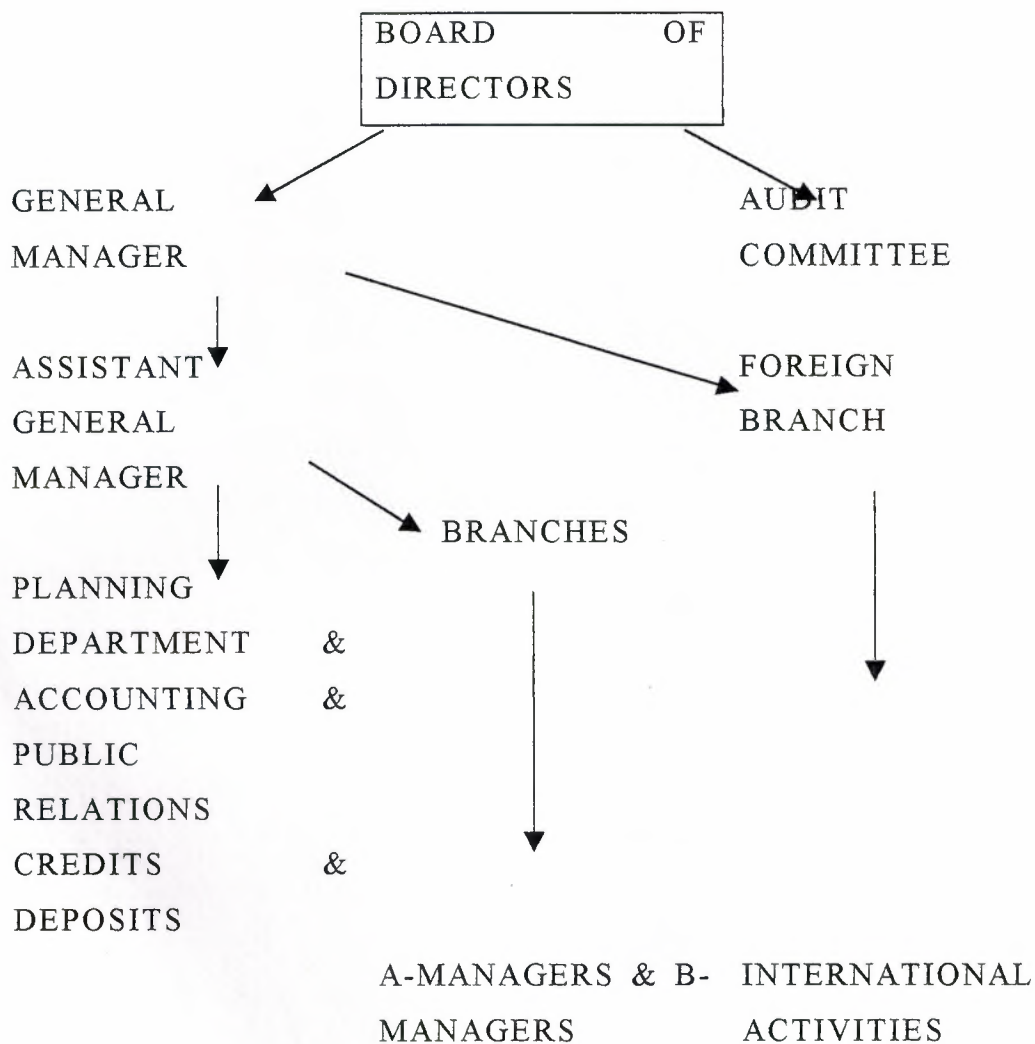 BOARD OF
DIRECTORS
GENERAL
MANAGER
AUDIT
COMMITTEE
ASSISTANT
GENERAL
MANAGER
FOREIGN
BRANCH
BRANCHES
PLANNING
DEPARTMENT &
ACCOUNTING &
PUBLIC
RELATIONS
CREDITS &
DEPOSITS
A-MANAGERS & B-
MANAGERS
INTERNATIONAL
ACTIVITIES